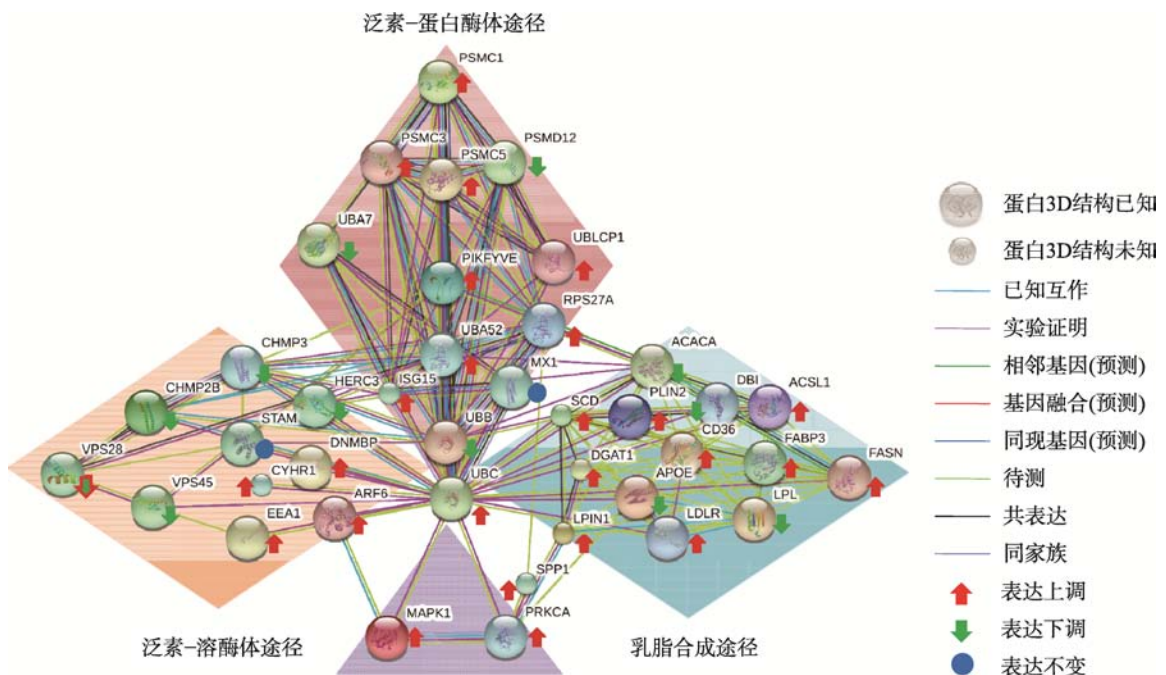 泛素-蛋白酶体途径
PSMC1
PSMC3
PSMC5
PSMD12
UBA7
PIKFYVE
UBLCP1
RPS27A
UBA52
MX1
CHMP3
HERC3
ISG15
CHMP2B
STAM
UBB
VPS28
DNMBP
CYHR1
UBC
VPS45
ARF6
EEA1
ACACA
SCD
PLIN2
DBI
ACSL1
CD36
DGAT1
FABP3
FASN
APOE
LPL
LDLR
LPIN1
SPP1
MAPK1
PRKCA
泛素-溶酶体途径
乳脂合成途径
蛋白3D结构已知
蛋白3D结构未知
已知互作
实验证明
相邻基因(预测)
基因融合(预测)
同现基因(预测)
待测
共表达
同家族
表达上调
表达下调
表达不变